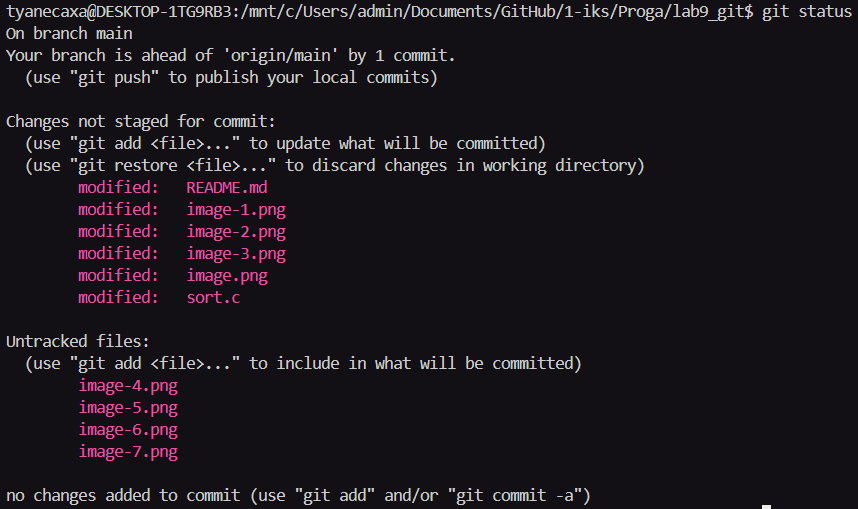 tyanecaxa@DESKTOP-1TG9RB3:/mnt/c/Users/admin/Documents/GitHub/1-iks/Proga/lab9_git$ git status
On branch main
Your branch is ahead of 'origin/main' by 1 commit.
  (use "git push" to publish your local commits)

Changes not staged for commit:
  (use "git add <file>..." to update what will be committed)
  (use "git restore <file>..." to discard changes in working directory)
        modified:   README.md
        modified:   image-1.png
        modified:   image-2.png
        modified:   image-3.png
        modified:   image.png
        modified:   sort.c

Untracked files:
  (use "git add <file>..." to include in what will be committed)
        image-4.png
        image-5.png
        image-6.png
        image-7.png

no changes added to commit (use "git add" and/or "git commit -a")